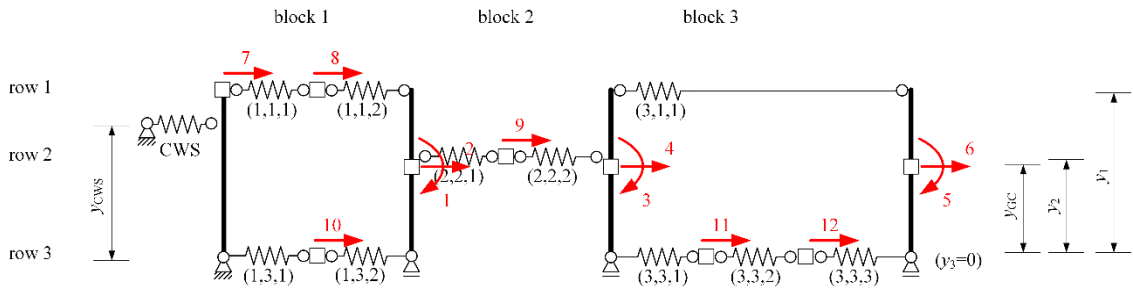 block 1 block 2 block 3
7 8
row 1
(1,1,1) (1,1,2) (3,1,1)
CWS
9
row 2
2 4 6
(2,2,1) (2,2,2)
1 3 5
y_CWS
y_GC y_2 y_1
10 11 12
row 3
(y_3=0)
(1,3,1) (1,3,2) (3,3,1) (3,3,2) (3,3,3)